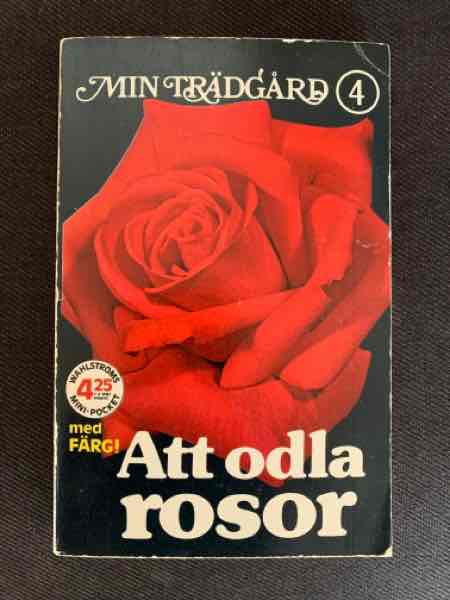 MIN TRÄDGÅRD 4
WAHLSTRÖMS
4.25
MINI-POCKET
med
FÄRG!
Att odla
rosor